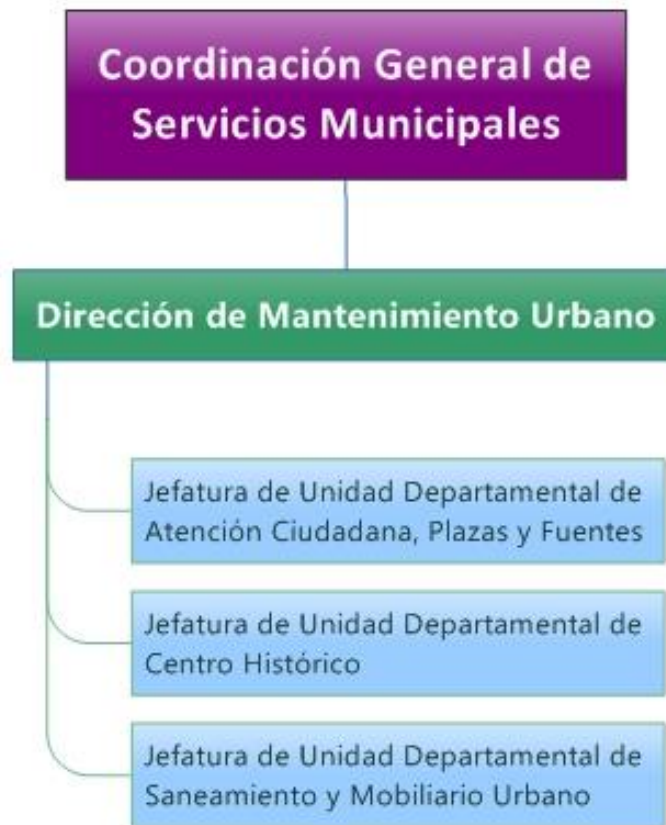 Coordinación General de
Servicios Municipales
Dirección de Mantenimiento Urbano
Jefatura de Unidad Departamental de
Atención Ciudadana, Plazas y Fuentes
Jefatura de Unidad Departamental de
Centro Histórico
Jefatura de Unidad Departamental de
Saneamiento y Mobiliario Urbano